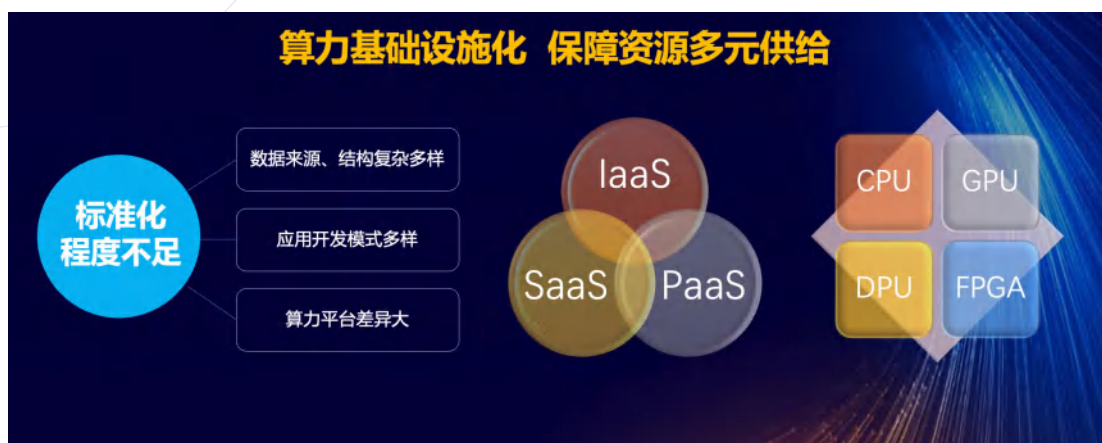 算力基础设施化 保障资源多元供给
标准化
程度不足
数据来源、结构复杂多样
应用开发模式多样
算力平台差异大
IaaS
SaaS
PaaS
CPU
GPU
DPU
FPGA